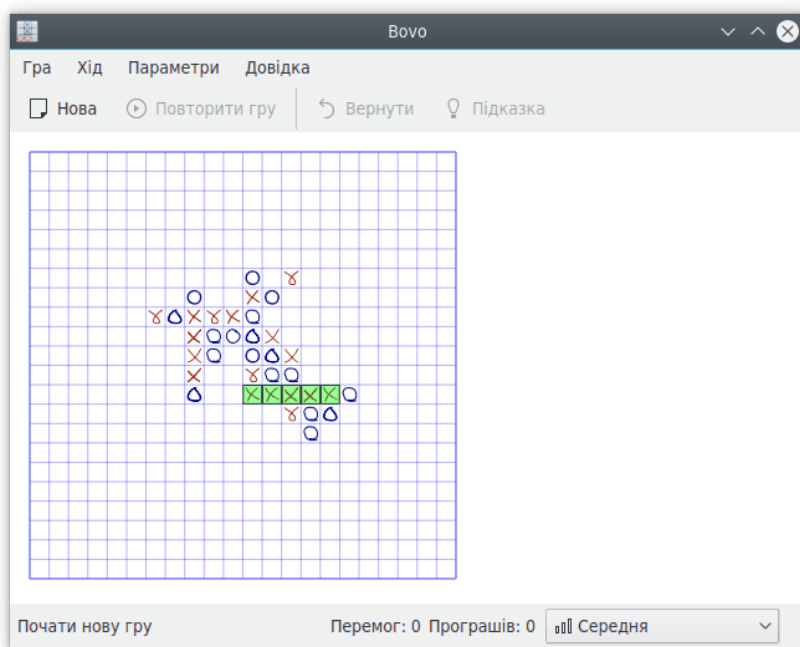 Bovo
Гра Хід Параметри Довідка
Нова Повторити гру Вернути Підказка
Почати нову гру Перемог: 0 Програшів: 0 Середня